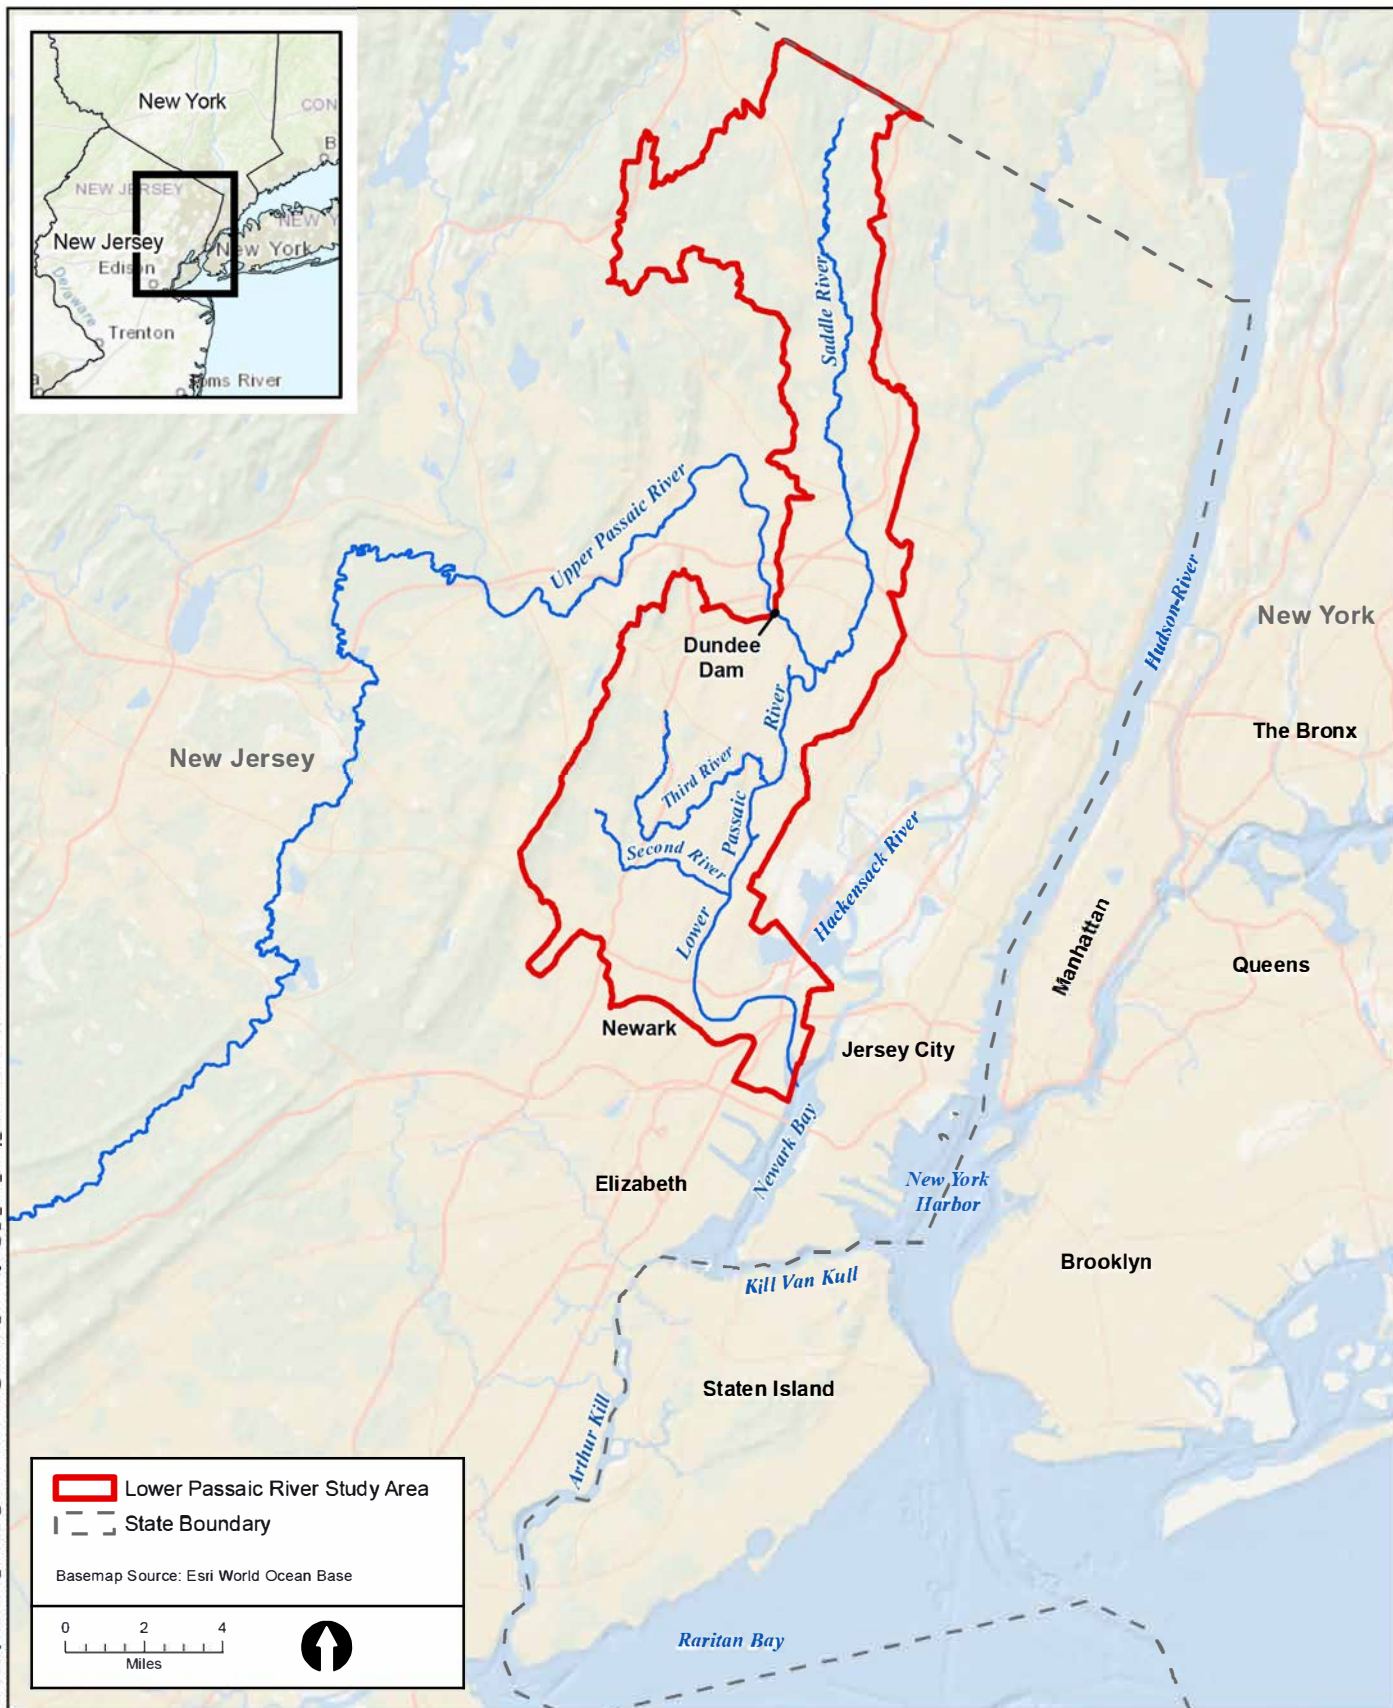 New York
CON
B
NEW JERSEY
NEW Y
New Jersey
New York
Edison
Delaware
Trenton
Toms River
Saddle River
Upper Passaic River
Hudson River
New York
Dundee
Dam
River
The Bronx
New Jersey
Third River
Passaic
Second River
Hackensack River
Lower
Manhattan
Queens
Newark
Jersey City
Newark Bay
Elizabeth
New York
Harbor
Brooklyn
Kill Van Kull
Staten Island
Arthur Kill
Lower Passaic River Study Area
State Boundary
Basemap Source: Esri World Ocean Base
0 2 4
Miles
Raritan Bay